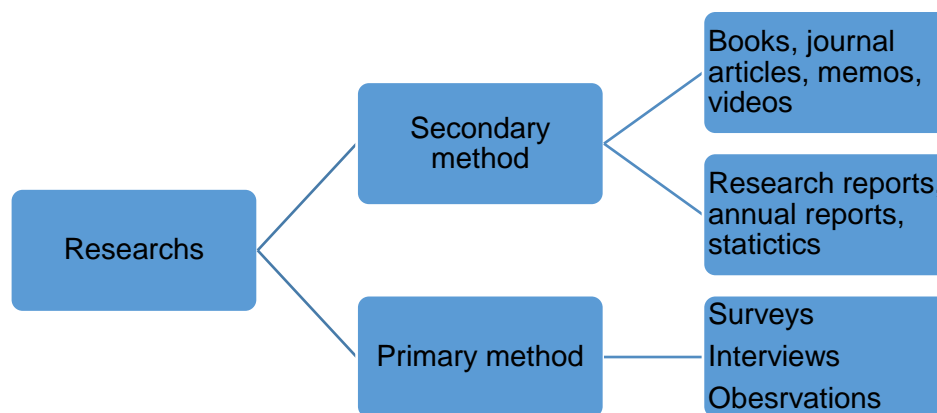 Books, journal
articles, memos,
videos
Secondary
method
Research reports,
annual reports,
statictics
Researchs
Primary method
Surveys
Interviews
Obesrvations